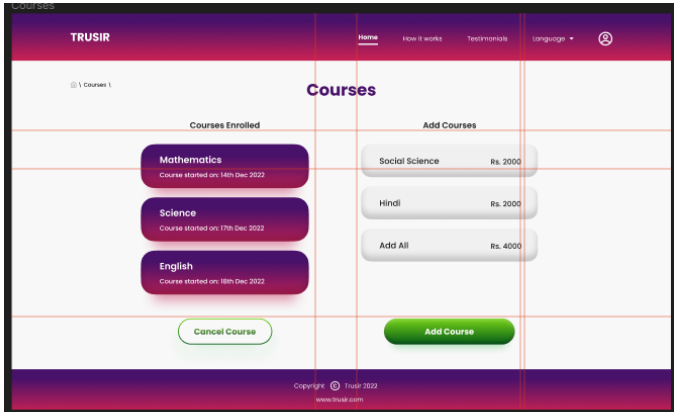 Courses
TRUSIR
Home
How it works
Testimonials
Language
\ Courses \
Courses
Courses Enrolled
Mathematics
Course started on: 14th Dec 2022
Science
Course started on: 17th Dec 2022
English
Course started on: 18th Dec 2022
Cancel Course
Add Courses
Social Science Rs. 2000
Hindi Rs. 2000
Add All Rs. 4000
Add Course
Copyright © Trusir 2022
www.trusir.com